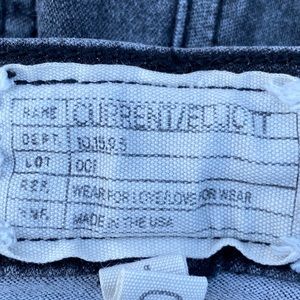 NAME CURRENT/ELLIOTT
DEPT. 10.15.9.5
LOT 001
REF. WEAR FOR LOVE/LOVE FOR WEAR
MNF. MADE IN THE USA